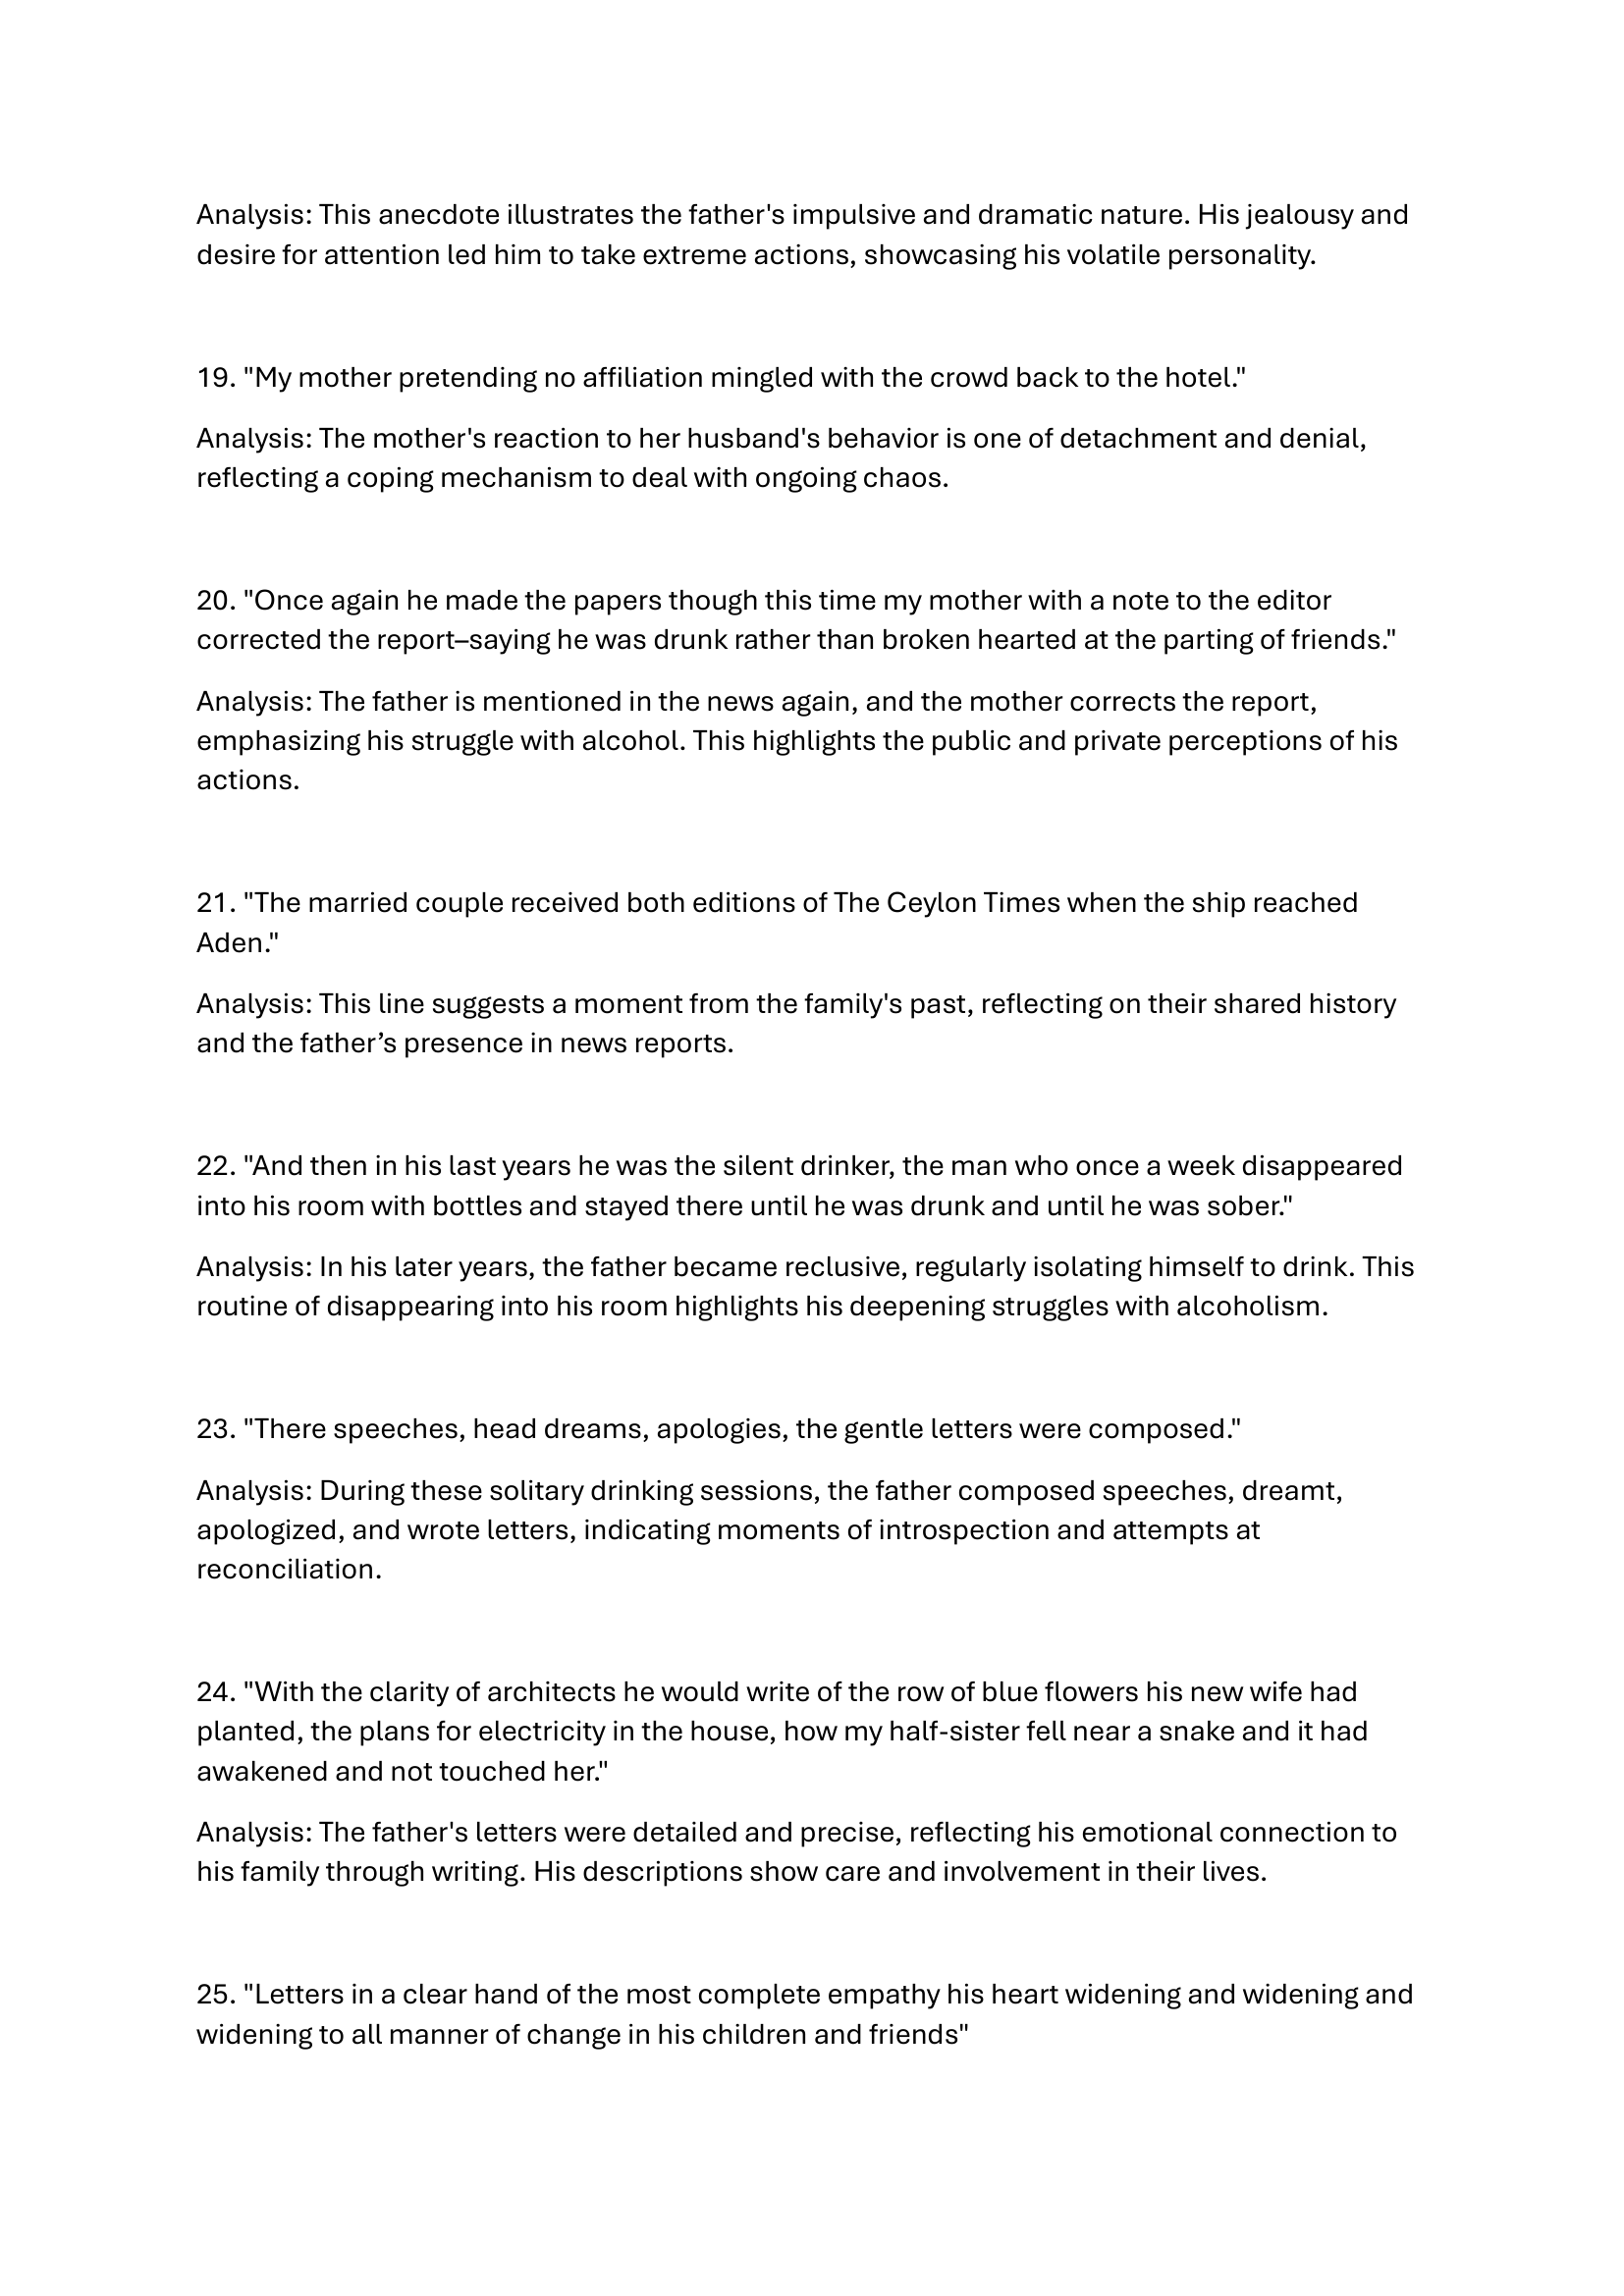 Analysis: This anecdote illustrates the father's impulsive and dramatic nature. His jealousy and
desire for attention led him to take extreme actions, showcasing his volatile personality.
19. "My mother pretending no affiliation mingled with the crowd back to the hotel."
Analysis: The mother's reaction to her husband's behavior is one of detachment and denial,
reflecting a coping mechanism to deal with ongoing chaos.
20. "Once again he made the papers though this time my mother with a note to the editor
corrected the report–saying he was drunk rather than broken hearted at the parting of friends."
Analysis: The father is mentioned in the news again, and the mother corrects the report,
emphasizing his struggle with alcohol. This highlights the public and private perceptions of his
actions.
21. "The married couple received both editions of The Ceylon Times when the ship reached
Aden."
Analysis: This line suggests a moment from the family's past, reflecting on their shared history
and the father’s presence in news reports.
22. "And then in his last years he was the silent drinker, the man who once a week disappeared
into his room with bottles and stayed there until he was drunk and until he was sober."
Analysis: In his later years, the father became reclusive, regularly isolating himself to drink. This
routine of disappearing into his room highlights his deepening struggles with alcoholism.
23. "There speeches, head dreams, apologies, the gentle letters were composed."
Analysis: During these solitary drinking sessions, the father composed speeches, dreamt,
apologized, and wrote letters, indicating moments of introspection and attempts at
reconciliation.
24. "With the clarity of architects he would write of the row of blue flowers his new wife had
planted, the plans for electricity in the house, how my half-sister fell near a snake and it had
awakened and not touched her."
Analysis: The father's letters were detailed and precise, reflecting his emotional connection to
his family through writing. His descriptions show care and involvement in their lives.
25. "Letters in a clear hand of the most complete empathy his heart widening and widening and
widening to all manner of change in his children and friends"